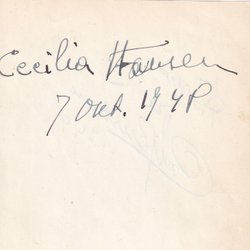 Cecilia Hansen
7 Okt. 1948